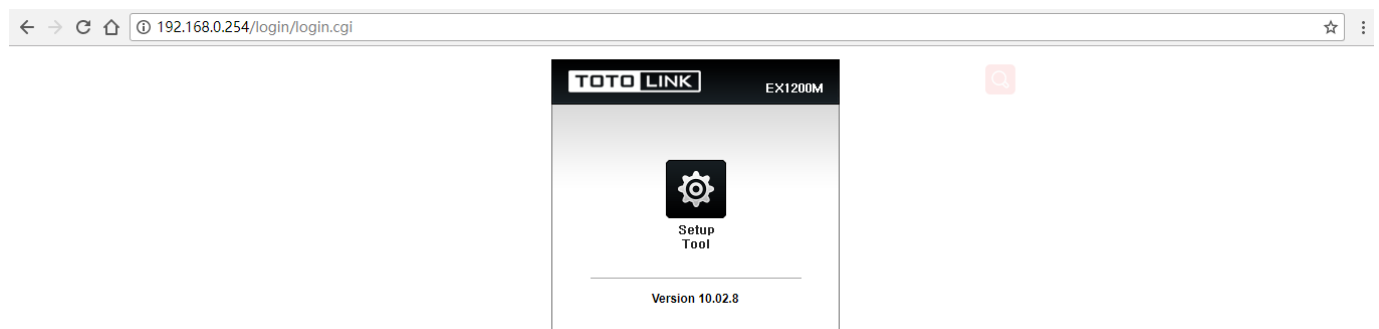 192.168.0.254/login/login.cgi
TOTO LINK
EX1200M
Setup
Tool
Version 10.02.8